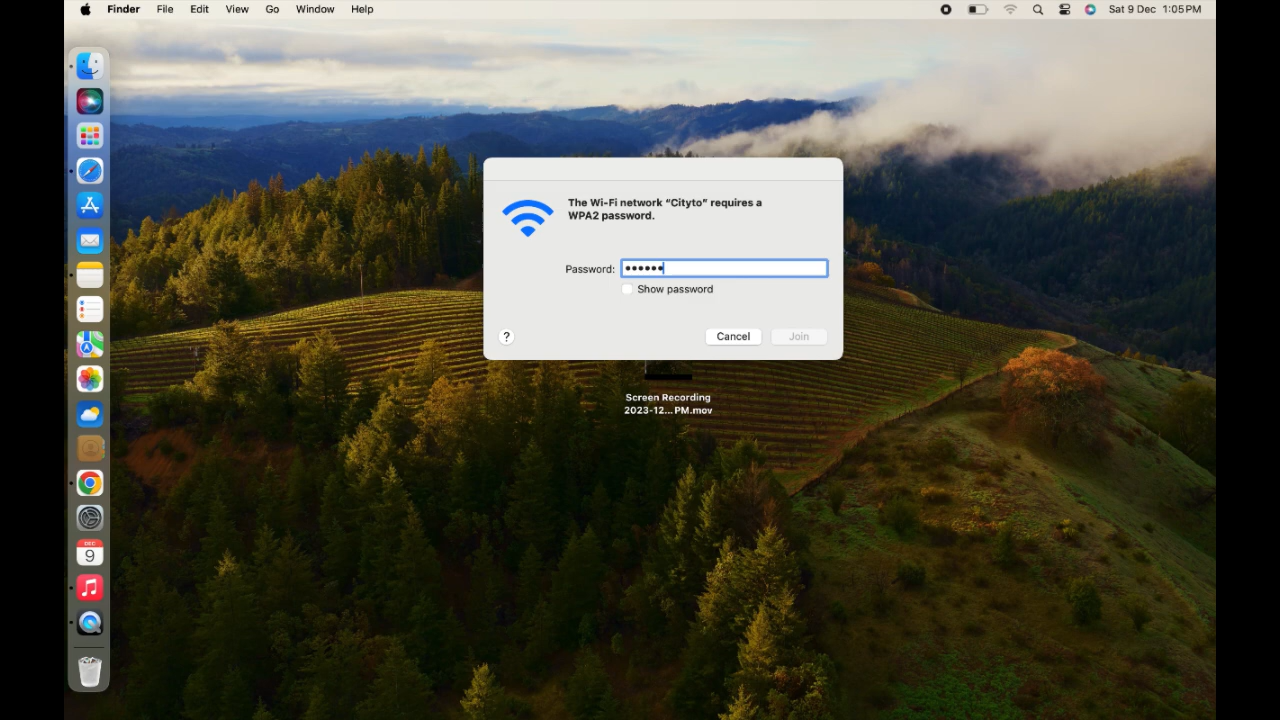 Finder File Edit View Go Window Help Sat 9 Dec 1:05 PM
The Wi-Fi network “Cityto” requires a
WPA2 password.
Password: ••••••
Show password
? Cancel Join
Screen Recording
2023-12... PM.mov
DEC
9